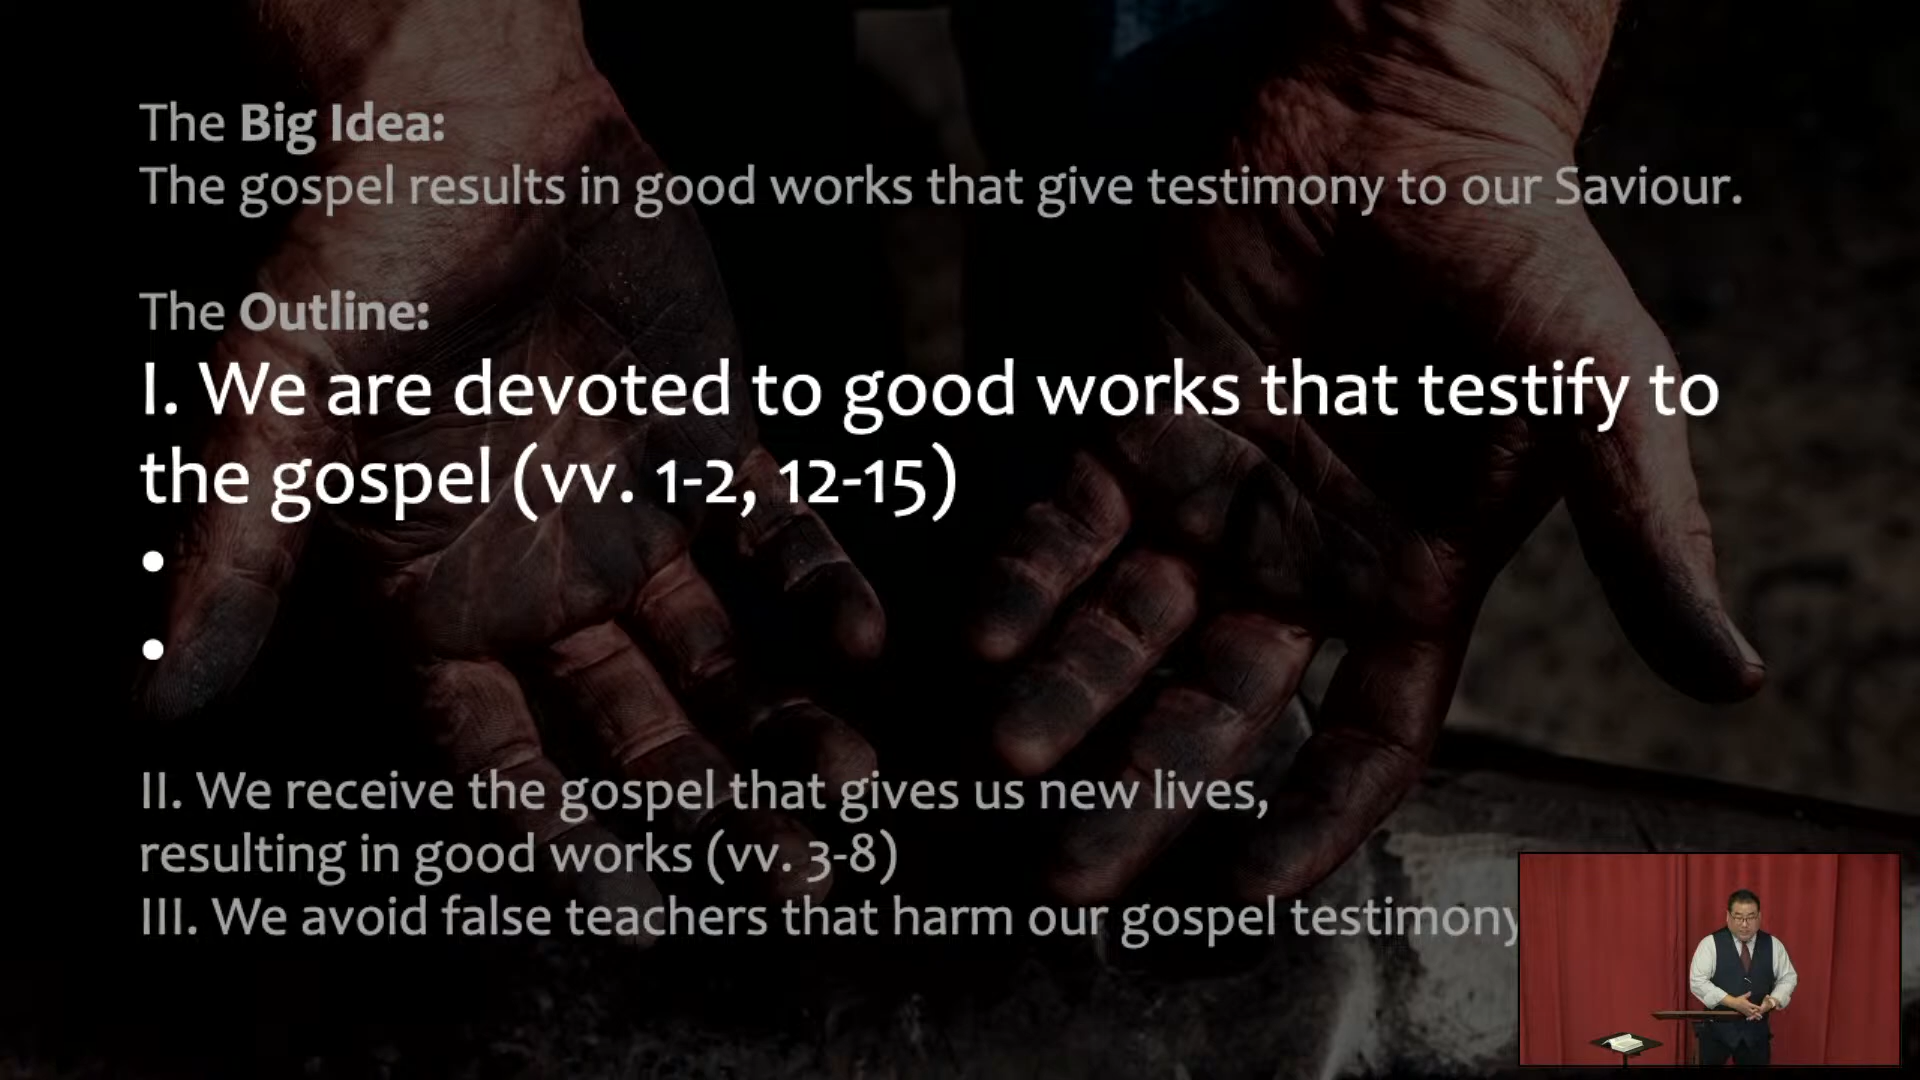 The Big Idea:
The gospel results in good works that give testimony to our Saviour.
The Outline:
I. We are devoted to good works that testify to
the gospel (vv. 1-2, 12-15)
•
•
II. We receive the gospel that gives us new lives,
resulting in good works (vv. 3-8)
III. We avoid false teachers that harm our gospel testimony